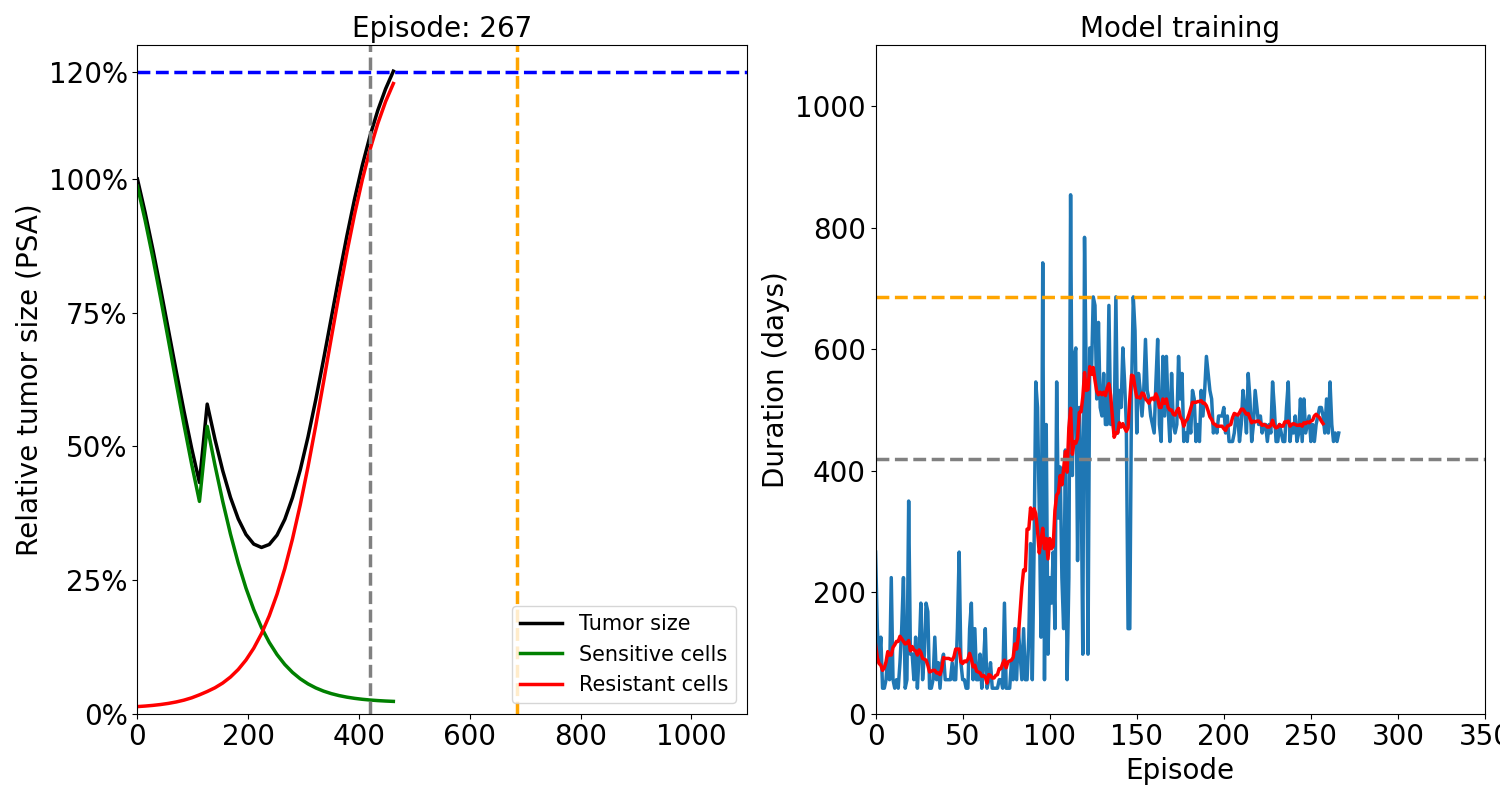 Episode: 267
Relative tumor size (PSA)
120%
100%
75%
50%
25%
0%
0 200 400 600 800 1000
Tumor size
Sensitive cells
Resistant cells
Model training
Duration (days)
1000
800
600
400
200
0
0 50 100 150 200 250 300 350
Episode